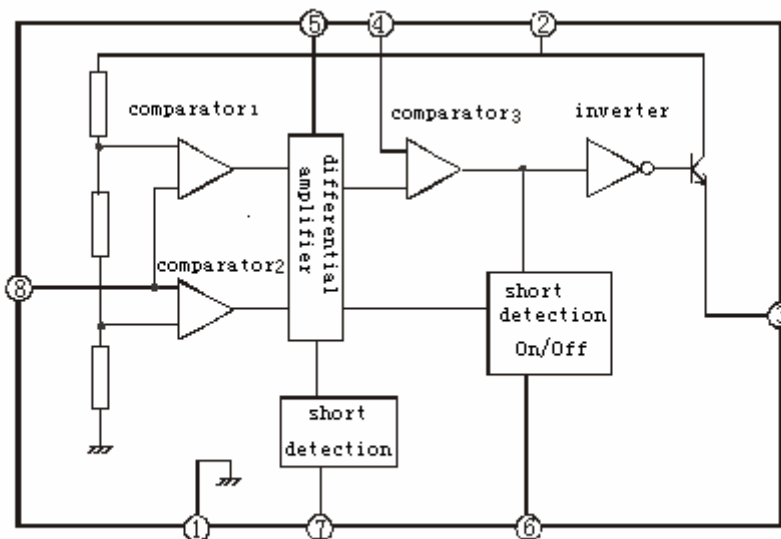 ⑤ ④ ②
comparator1
comparator3
inverter
differential
amplifier
comparator2
⑧
short
detection
On/Off
③
short
detection
① ⑦ ⑥